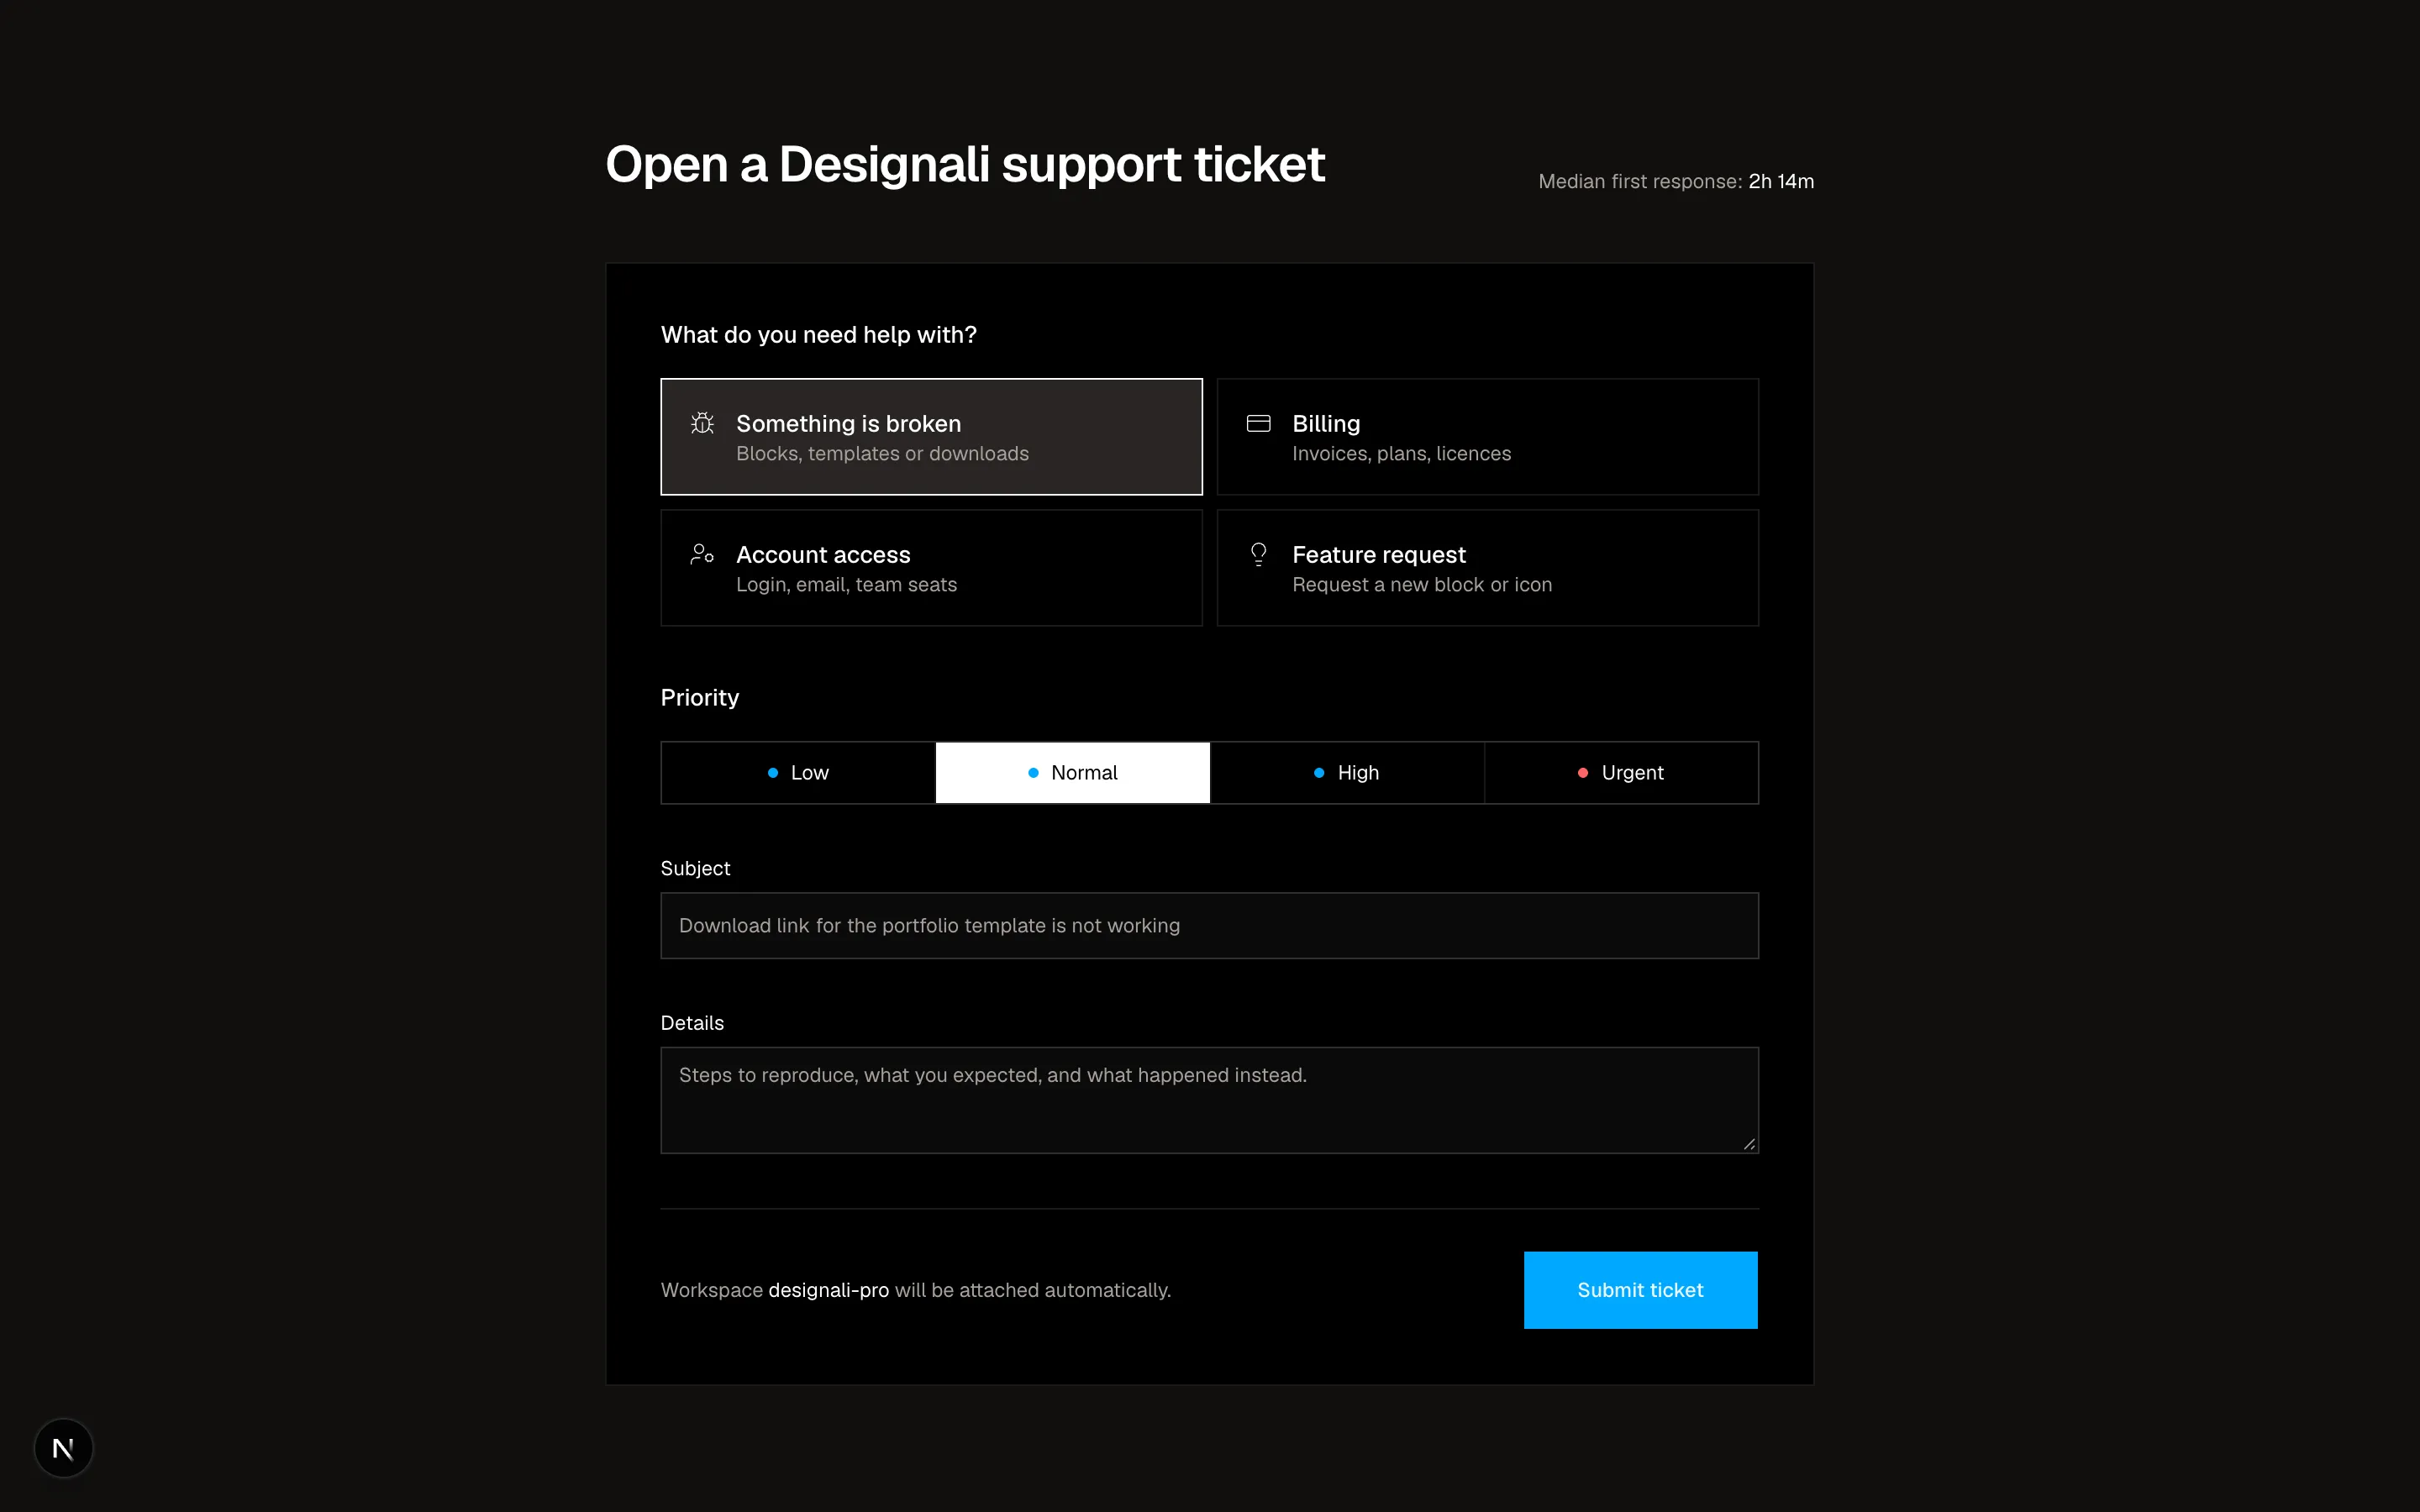 Open a Designali support ticket
Median first response: 2h 14m
What do you need help with?
Something is broken
Blocks, templates or downloads
Billing
Invoices, plans, licences
Account access
Login, email, team seats
Feature request
Request a new block or icon
Priority
Low
Normal
High
Urgent
Subject
Download link for the portfolio template is not working
Details
Steps to reproduce, what you expected, and what happened instead.
Workspace designali-pro will be attached automatically.
Submit ticket
N